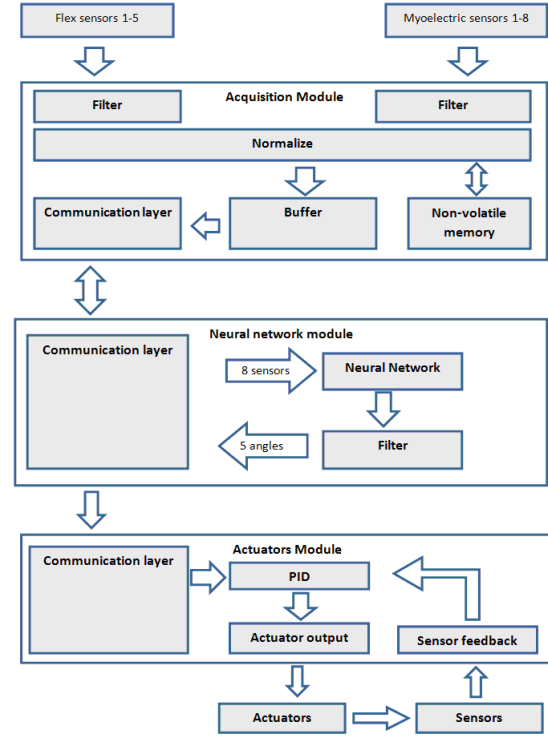 Flex sensors 1-5
Myoelectric sensors 1-8
Acquisition Module
Filter
Filter
Normalize
Communication layer
Buffer
Non-volatile
memory
Neural network module
Communication layer
8 sensors
Neural Network
5 angles
Filter
Actuators Module
Communication layer
PID
Actuator output
Sensor feedback
Actuators
Sensors